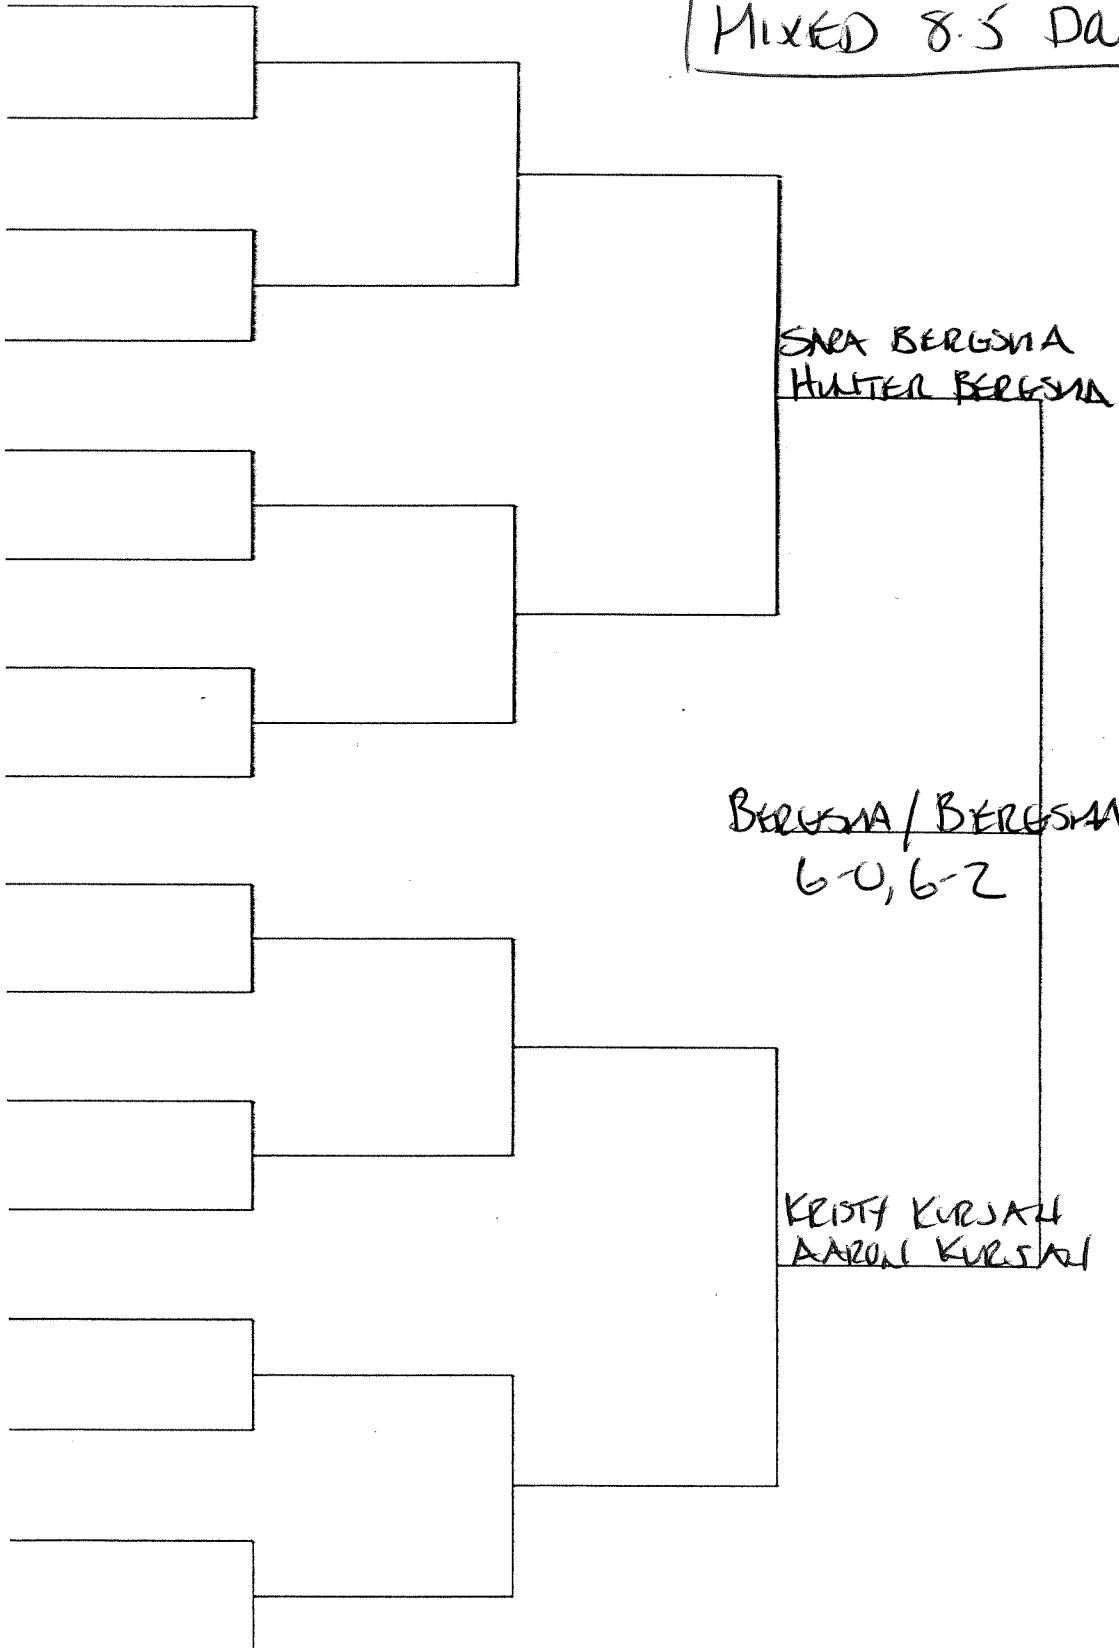 MIXED 8.5 Do
SARA BERGSMA
HUNTER BERGSMA
BERGSMA / BERGSMA
6-0, 6-2
KRISTY KURJAN
AARON KURJAN